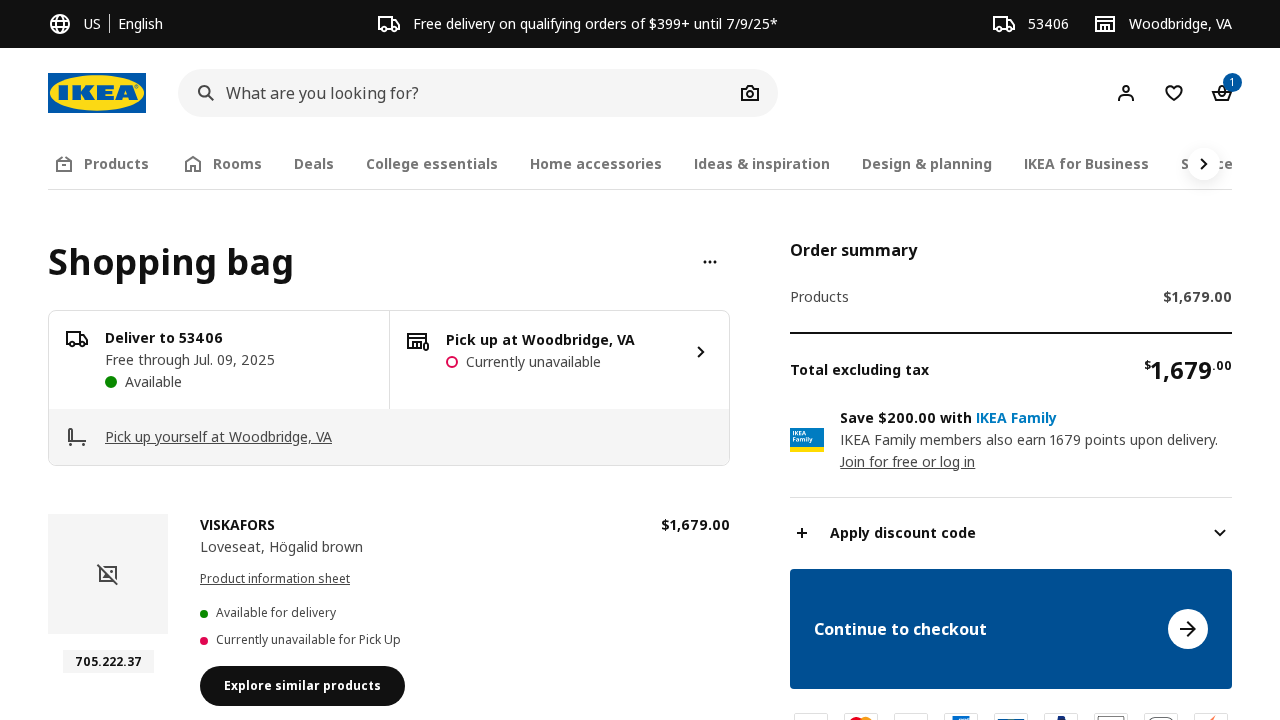 US English
Free delivery on qualifying orders of $399+ until 7/9/25*
53406
Woodbridge, VA
IKEA
What are you looking for?
1
Products
Rooms
Deals
College essentials
Home accessories
Ideas & inspiration
Design & planning
IKEA for Business
Shopping bag
Deliver to 53406
Free through Jul. 09, 2025
Available
Pick up at Woodbridge, VA
Currently unavailable
Pick up yourself at Woodbridge, VA
VISKAFORS
$1,679.00
Loveseat, Högalid brown
Product information sheet
Available for delivery
Currently unavailable for Pick Up
705.222.37
Explore similar products
Order summary
Products $1,679.00
Total excluding tax $1,679.00
IKEA
Family
Save $200.00 with IKEA Family
IKEA Family members also earn 1679 points upon delivery.
Join for free or log in
Apply discount code
Continue to checkout